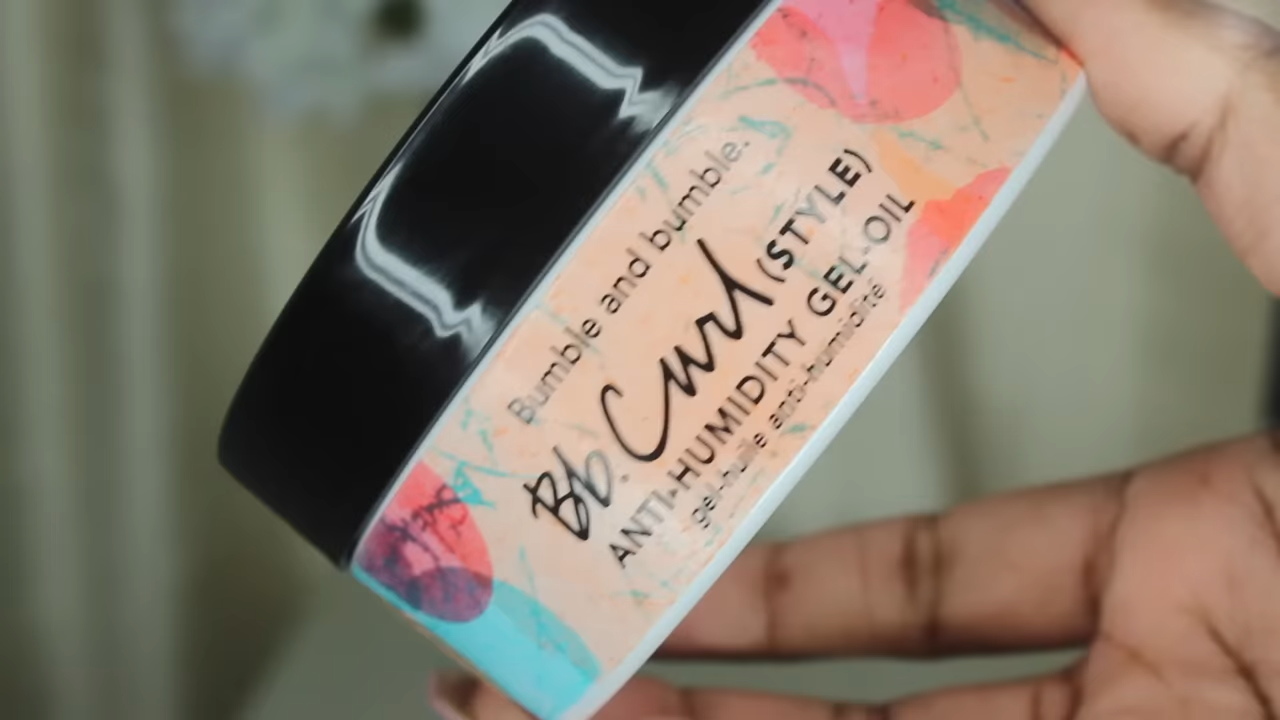 Bumble and bumble.
Bb. Curl (STYLE)
ANTI-HUMIDITY GEL-OIL
gel-huile anti-humidité